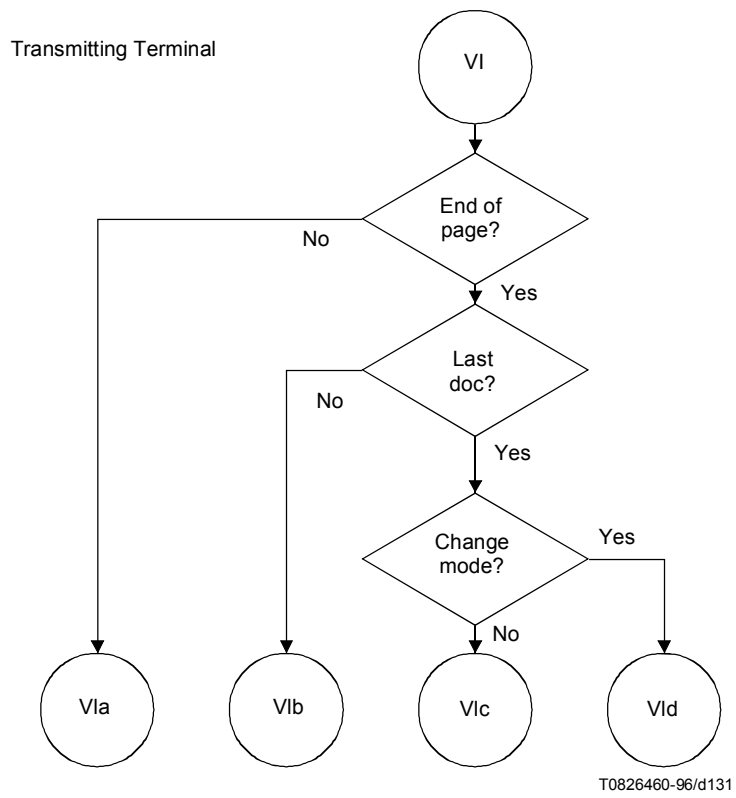 Transmitting Terminal
VI
End of
page?
No
Yes
Last
doc?
No
Yes
Change
mode?
Yes
No
VIa
VIb
VIc
VId
T0826460-96/d131